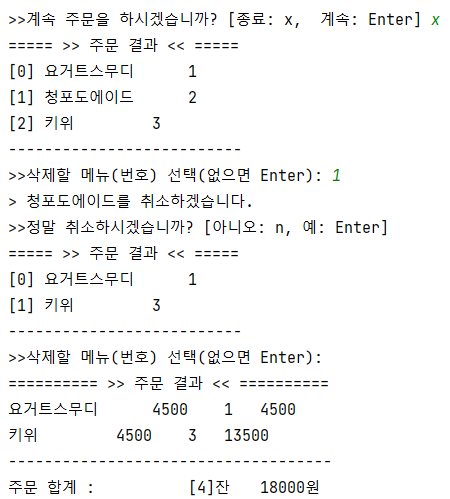 >>계속 주문을 하시겠습니까? [종료: x,  계속: Enter] x
===== >> 주문 결과 << =====
[0] 요거트스무디      1
[1] 청포도에이드      2
[2] 키위         3
--------------------------
>>삭제할 메뉴(번호) 선택(없으면 Enter): 1
> 청포도에이드를 취소하겠습니다.
>>정말 취소하시겠습니까? [아니오: n, 예: Enter]
===== >> 주문 결과 << =====
[0] 요거트스무디      1
[1] 키위         3
--------------------------
>>삭제할 메뉴(번호) 선택(없으면 Enter):
========== >> 주문 결과 << ==========
요거트스무디      4500    1   4500
키위         4500    3   13500
------------------------------------
주문 합계 :          [4]잔   18000원